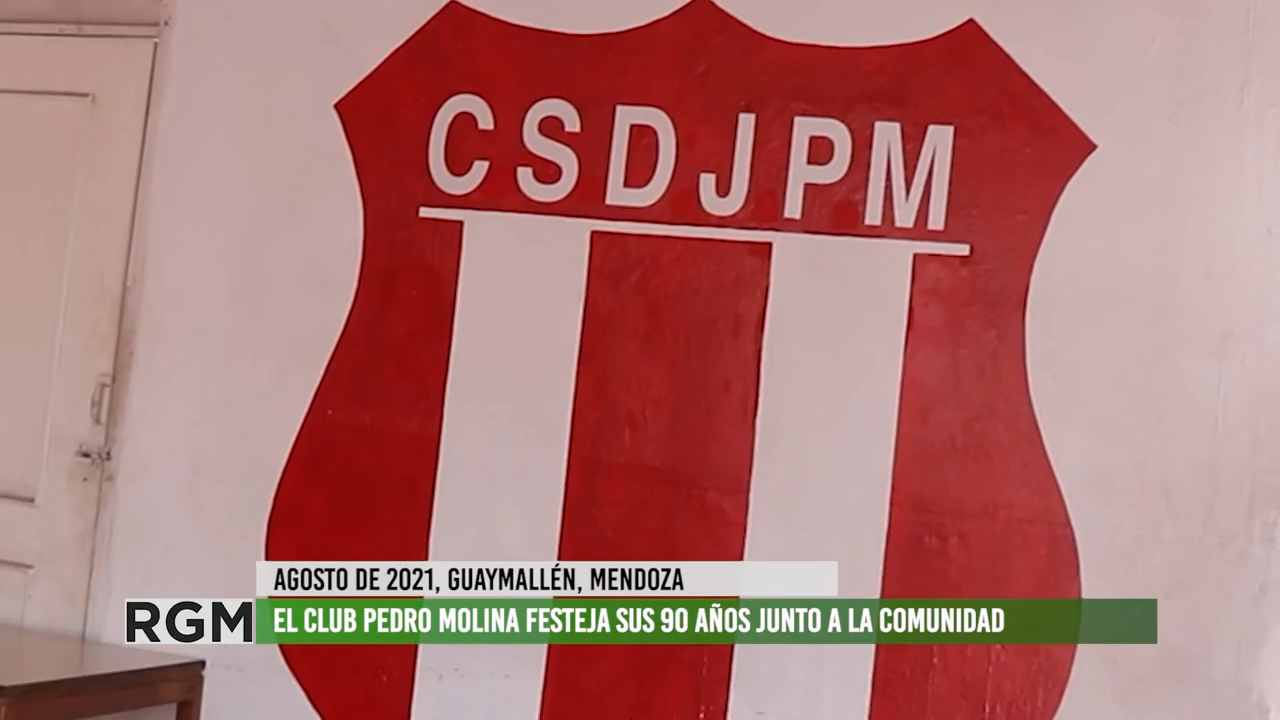 CSDJPM
AGOSTO DE 2021, GUAYMALLÉN, MENDOZA
RGM
EL CLUB PEDRO MOLINA FESTEJA SUS 90 AÑOS JUNTO A LA COMUNIDAD